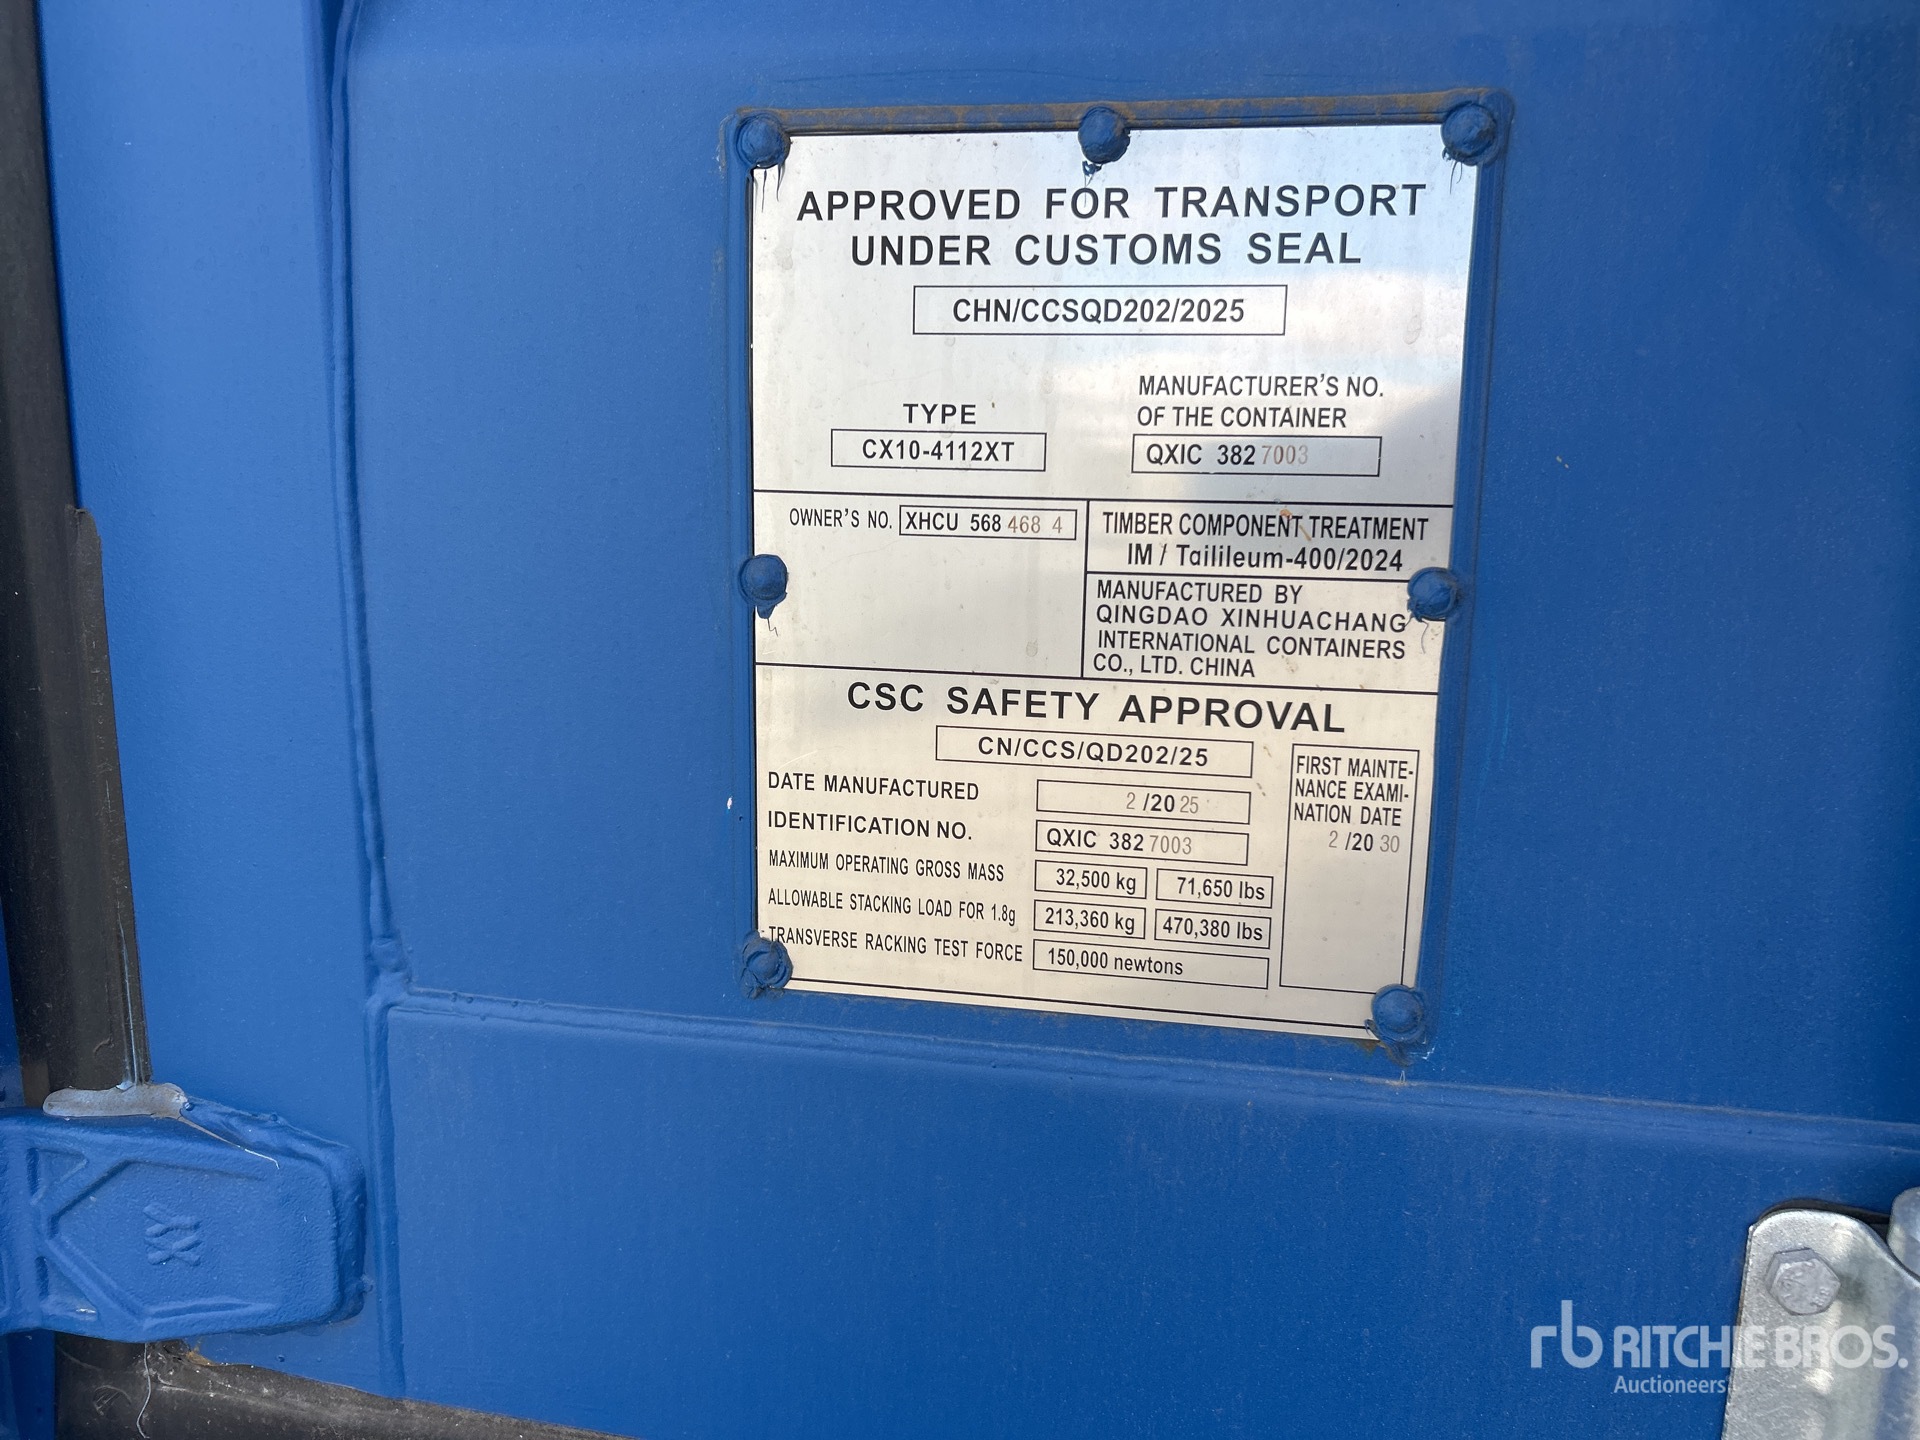 APPROVED FOR TRANSPORT
UNDER CUSTOMS SEAL
CHN/CCSQD202/2025
TYPE
CX10-4112XT
MANUFACTURER'S NO.
OF THE CONTAINER
QXIC 382 7003
OWNER'S NO. XHCU 568 468 4
TIMBER COMPONENT TREATMENT
IM / Tailileum-400/2024
MANUFACTURED BY
QINGDAO XINHUACHANG
INTERNATIONAL CONTAINERS
CO., LTD. CHINA
CSC SAFETY APPROVAL
CN/CCS/QD202/25
DATE MANUFACTURED 2 /20 25
IDENTIFICATION NO. QXIC 382 7003
MAXIMUM OPERATING GROSS MASS 32,500 kg 71,650 lbs
ALLOWABLE STACKING LOAD FOR 1.8g 213,360 kg 470,380 lbs
TRANSVERSE RACKING TEST FORCE 150,000 newtons
FIRST MAINTE-
NANCE EXAMI-
NATION DATE
2 /20 30
rb RITCHIE BROS.
Auctioneers